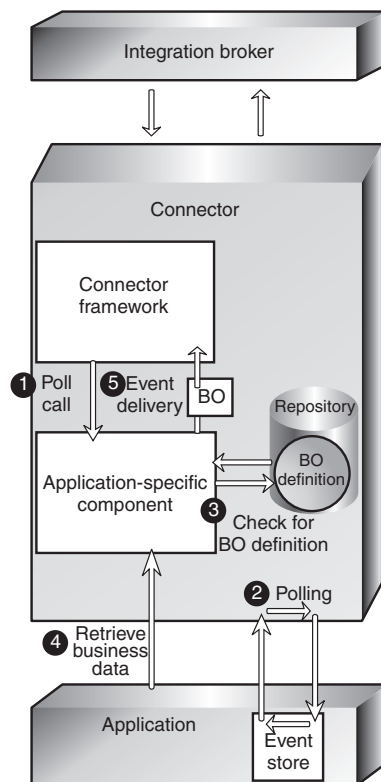 Integration broker
Connector
Connector
framework
1 Poll
call
5 Event
delivery
BO
Repository
BO
definition
Application-specific
component
3
Check for
BO definition
2 Polling
4 Retrieve
business
data
Application
Event
store